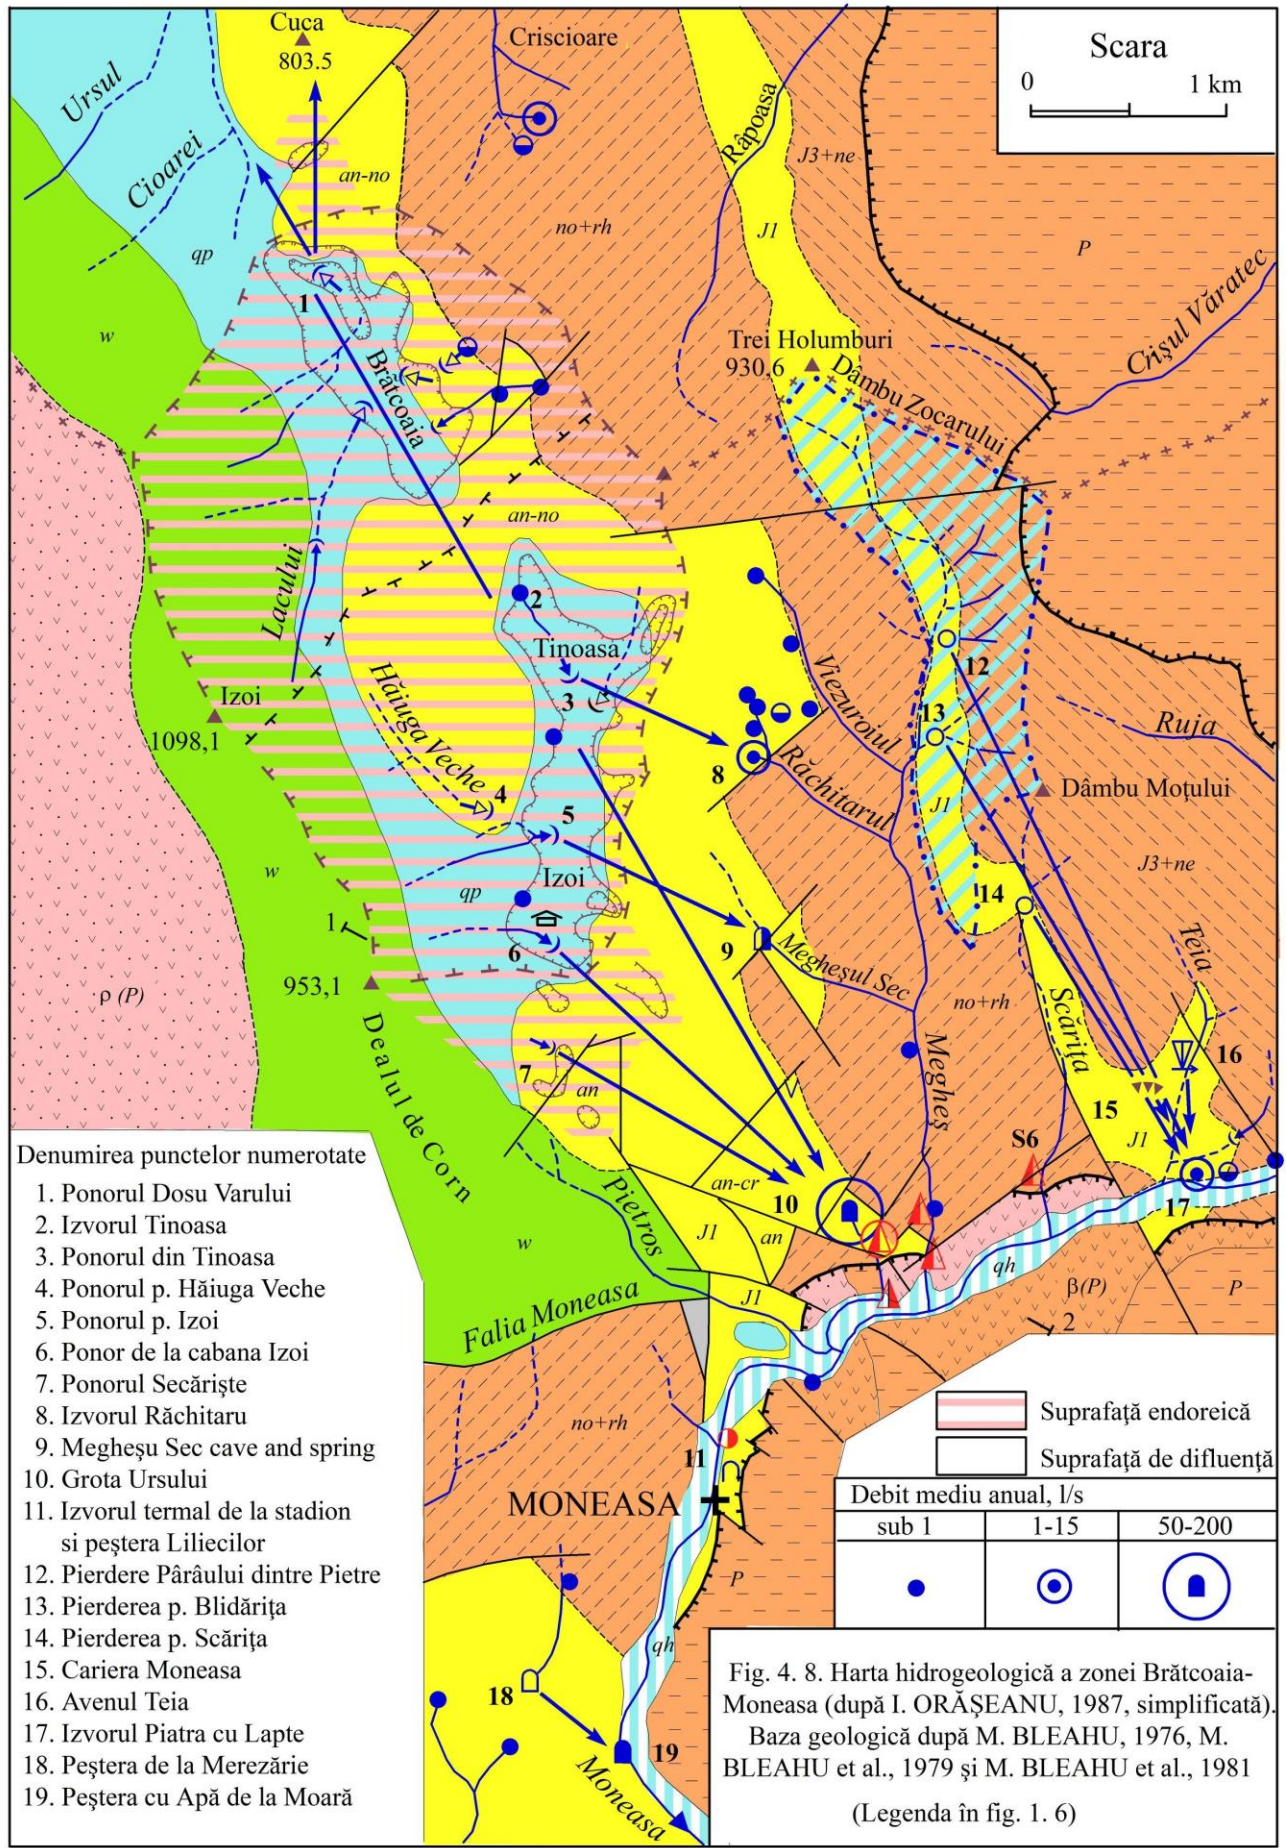 Cuca
803.5
Criscioare
Scara
0 1 km
Ursul
Cioarei
Râpoasa
J3+ne
an-no
no+rh
J1
P
qp
w
Crişul Văratec
Trei Holumburi
930,6
Dâmbu Zocarului
1
Brătcoaia
an-no
Lacului
2
Tinoasa
3
Izoi
1098,1
Hăiuga Veche
4
12
13
Viezuroiul
Ruja
8
Răchitarul
J1
Dâmbu Moţului
5
J3+ne
w
qp
Izoi
14
1
6
9
Megheşul Sec
Teia
953,1
ρ (P)
no+rh
Scăriţa
Dealul de Corn
7
an
Megheş
16
15
J1
S6
Denumirea punctelor numerotate
1. Ponorul Dosu Varului
2. Izvorul Tinoasa
3. Ponorul din Tinoasa
4. Ponorul p. Hăiuga Veche
5. Ponorul p. Izoi
6. Ponor de la cabana Izoi
7. Ponorul Secărişte
8. Izvorul Răchitaru
9. Megheşu Sec cave and spring
10. Grota Ursului
11. Izvorul termal de la stadion
si peştera Liliecilor
12. Pierdere Pârâului dintre Pietre
13. Pierderea p. Blidăriţa
14. Pierderea p. Scăriţa
15. Cariera Moneasa
16. Avenul Teia
17. Izvorul Piatra cu Lapte
18. Peştera de la Merezărie
19. Peştera cu Apă de la Moară
Pietros
an-cr
10
17
w
J1
an
qh
β(P)
P
J1
Falia Moneasa
2
no+rh
Suprafaţă endoreică
Suprafaţă de difluenţă
11
MONEASA
Debit mediu anual, l/s
sub 1 1-15 50-200
P
qh
18
19
Moneasa
Fig. 4. 8. Harta hidrogeologică a zonei Brătcoaia-
Moneasa (după I. ORĂŞEANU, 1987, simplificată).
Baza geologică după M. BLEAHU, 1976, M.
BLEAHU et al., 1979 şi M. BLEAHU et al., 1981
(Legenda în fig. 1. 6)